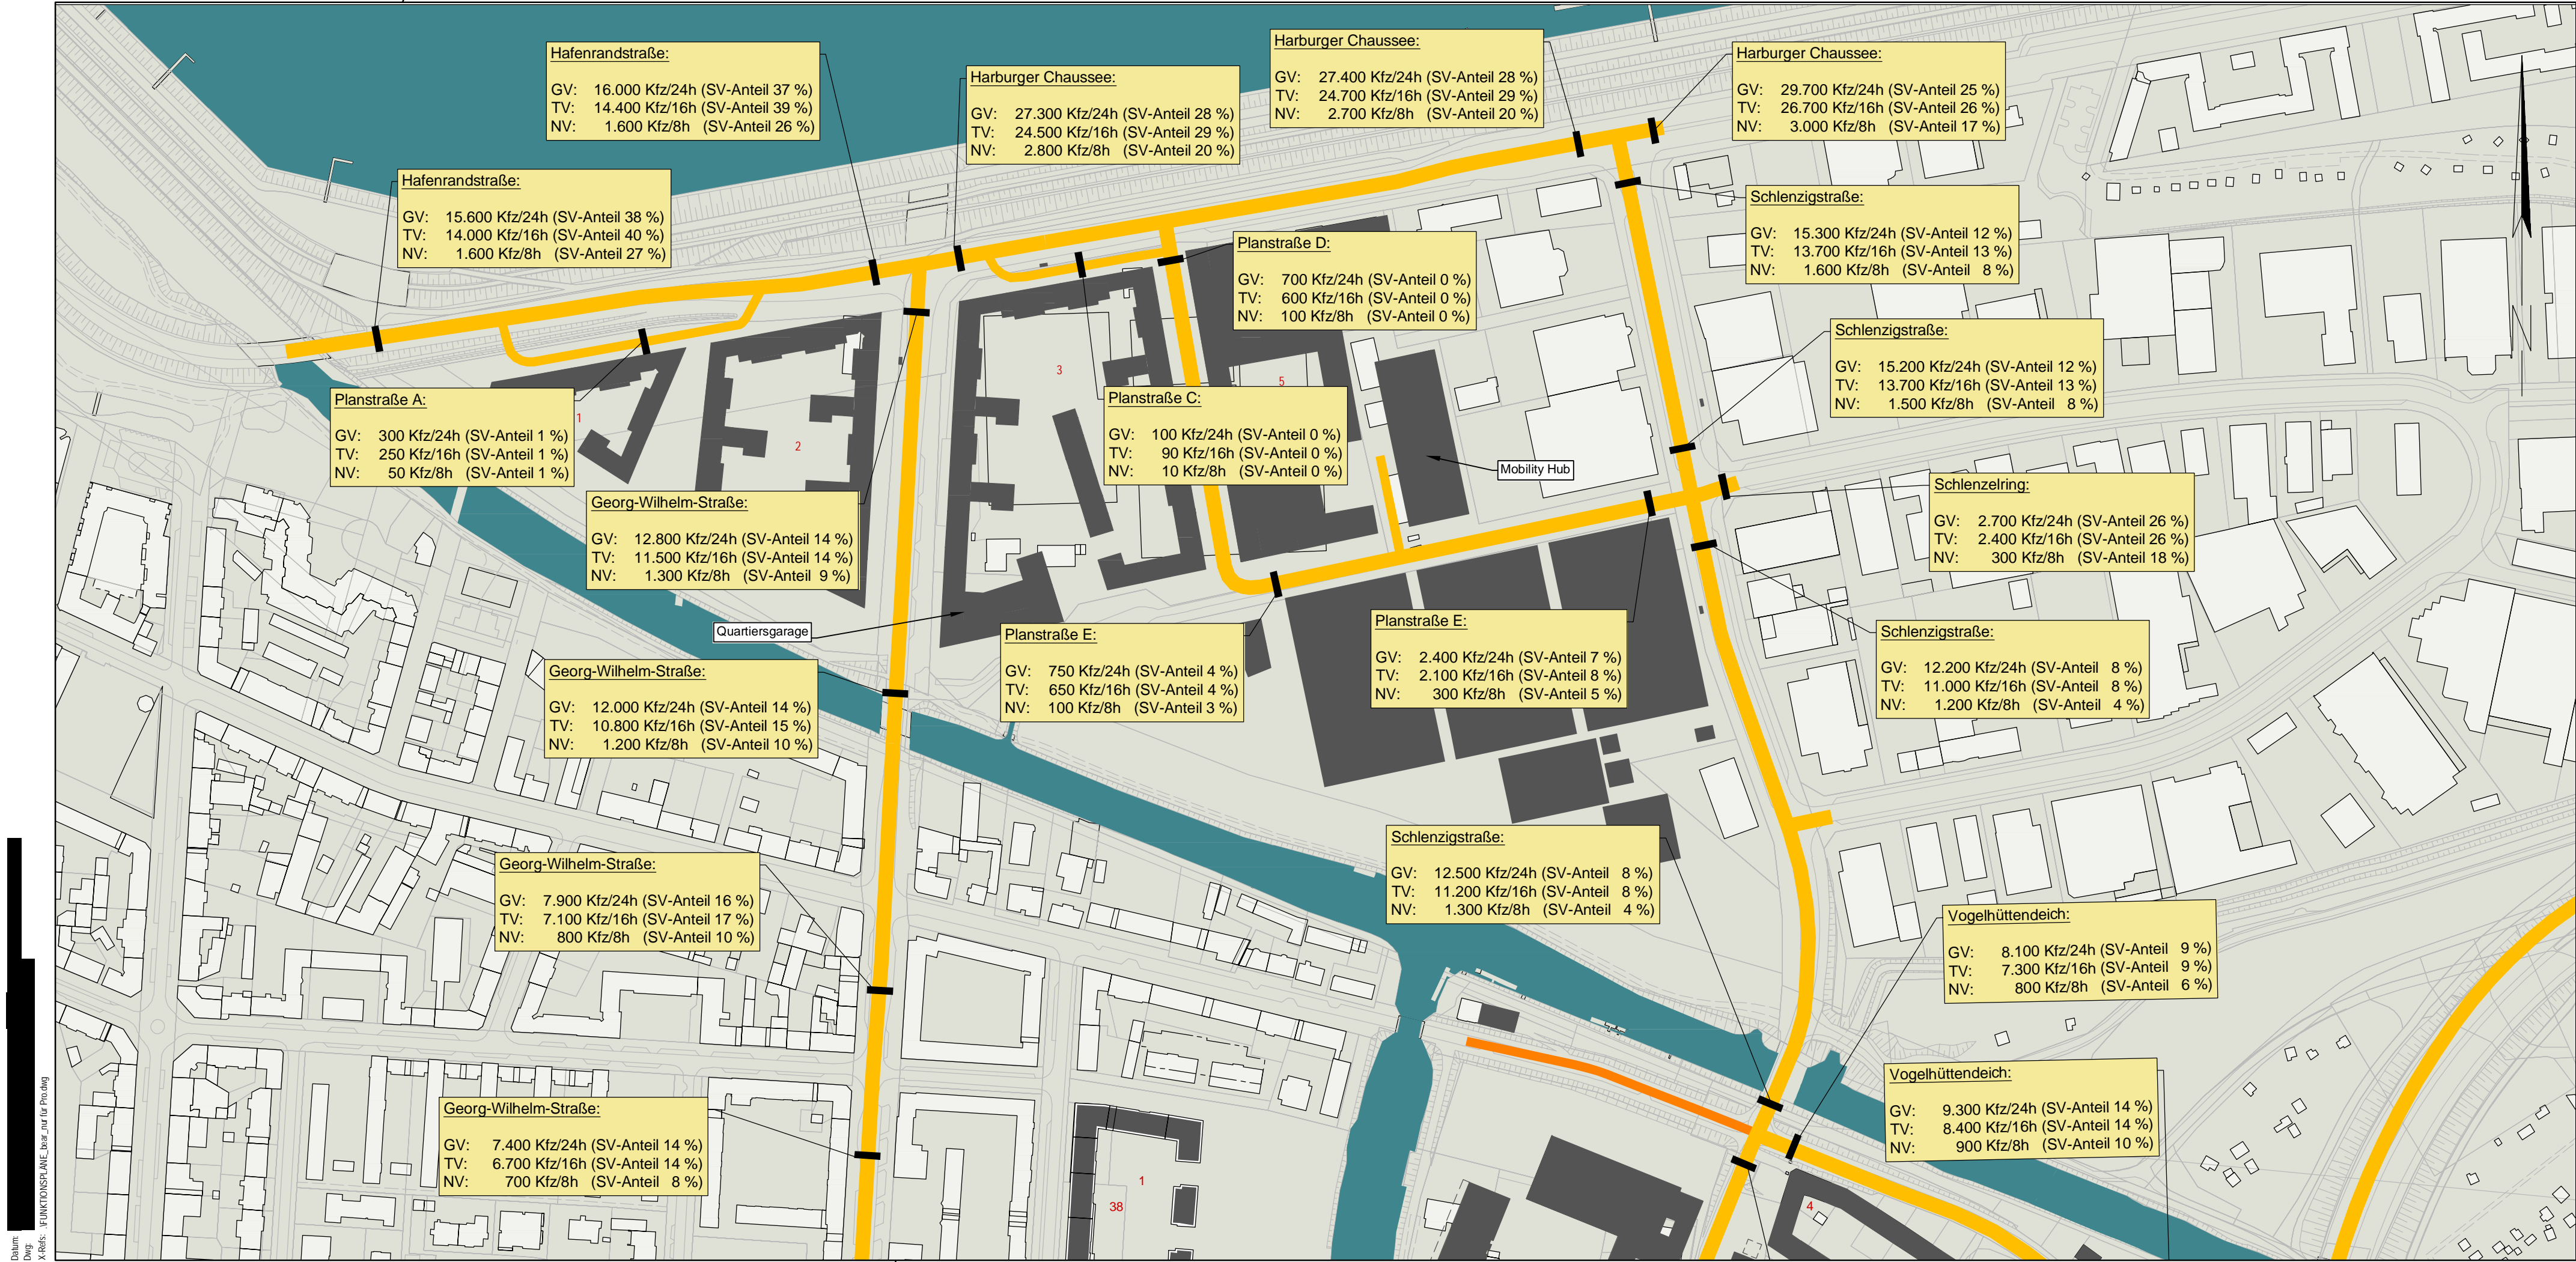 Hafenrandstraße:
GV: 16.000 Kfz/24h (SV-Anteil 37 %)
TV: 14.400 Kfz/16h (SV-Anteil 39 %)
NV: 1.600 Kfz/8h (SV-Anteil 26 %)
Harburger Chaussee:
GV: 27.300 Kfz/24h (SV-Anteil 28 %)
TV: 24.500 Kfz/16h (SV-Anteil 29 %)
NV: 2.800 Kfz/8h (SV-Anteil 20 %)
Harburger Chaussee:
GV: 27.400 Kfz/24h (SV-Anteil 28 %)
TV: 24.700 Kfz/16h (SV-Anteil 29 %)
NV: 2.700 Kfz/8h (SV-Anteil 20 %)
Harburger Chaussee:
GV: 29.700 Kfz/24h (SV-Anteil 25 %)
TV: 26.700 Kfz/16h (SV-Anteil 26 %)
NV: 3.000 Kfz/8h (SV-Anteil 17 %)
Hafenrandstraße:
GV: 15.600 Kfz/24h (SV-Anteil 38 %)
TV: 14.000 Kfz/16h (SV-Anteil 40 %)
NV: 1.600 Kfz/8h (SV-Anteil 27 %)
Planstraße D:
GV: 700 Kfz/24h (SV-Anteil 0 %)
TV: 600 Kfz/16h (SV-Anteil 0 %)
NV: 100 Kfz/8h (SV-Anteil 0 %)
Schlenzigstraße:
GV: 15.300 Kfz/24h (SV-Anteil 12 %)
TV: 13.700 Kfz/16h (SV-Anteil 13 %)
NV: 1.600 Kfz/8h (SV-Anteil 8 %)
Schlenzigstraße:
GV: 15.200 Kfz/24h (SV-Anteil 12 %)
TV: 13.700 Kfz/16h (SV-Anteil 13 %)
NV: 1.500 Kfz/8h (SV-Anteil 8 %)
Planstraße A:
GV: 300 Kfz/24h (SV-Anteil 1 %)
TV: 250 Kfz/16h (SV-Anteil 1 %)
NV: 50 Kfz/8h (SV-Anteil 1 %)
1
2
3
5
Planstraße C:
GV: 100 Kfz/24h (SV-Anteil 0 %)
TV: 90 Kfz/16h (SV-Anteil 0 %)
NV: 10 Kfz/8h (SV-Anteil 0 %)
Mobility Hub
Georg-Wilhelm-Straße:
GV: 12.800 Kfz/24h (SV-Anteil 14 %)
TV: 11.500 Kfz/16h (SV-Anteil 14 %)
NV: 1.300 Kfz/8h (SV-Anteil 9 %)
Schlenzelring:
GV: 2.700 Kfz/24h (SV-Anteil 26 %)
TV: 2.400 Kfz/16h (SV-Anteil 26 %)
NV: 300 Kfz/8h (SV-Anteil 18 %)
Quartiersgarage
Planstraße E:
GV: 750 Kfz/24h (SV-Anteil 4 %)
TV: 650 Kfz/16h (SV-Anteil 4 %)
NV: 100 Kfz/8h (SV-Anteil 3 %)
Planstraße E:
GV: 2.400 Kfz/24h (SV-Anteil 7 %)
TV: 2.100 Kfz/16h (SV-Anteil 8 %)
NV: 300 Kfz/8h (SV-Anteil 5 %)
Schlenzigstraße:
GV: 12.200 Kfz/24h (SV-Anteil 8 %)
TV: 11.000 Kfz/16h (SV-Anteil 8 %)
NV: 1.200 Kfz/8h (SV-Anteil 4 %)
Georg-Wilhelm-Straße:
GV: 12.000 Kfz/24h (SV-Anteil 14 %)
TV: 10.800 Kfz/16h (SV-Anteil 15 %)
NV: 1.200 Kfz/8h (SV-Anteil 10 %)
Georg-Wilhelm-Straße:
GV: 7.900 Kfz/24h (SV-Anteil 16 %)
TV: 7.100 Kfz/16h (SV-Anteil 17 %)
NV: 800 Kfz/8h (SV-Anteil 10 %)
Schlenzigstraße:
GV: 12.500 Kfz/24h (SV-Anteil 8 %)
TV: 11.200 Kfz/16h (SV-Anteil 8 %)
NV: 1.300 Kfz/8h (SV-Anteil 4 %)
Vogelhüttendeich:
GV: 8.100 Kfz/24h (SV-Anteil 9 %)
TV: 7.300 Kfz/16h (SV-Anteil 9 %)
NV: 800 Kfz/8h (SV-Anteil 6 %)
Vogelhüttendeich:
GV: 9.300 Kfz/24h (SV-Anteil 14 %)
TV: 8.400 Kfz/16h (SV-Anteil 14 %)
NV: 900 Kfz/8h (SV-Anteil 10 %)
Georg-Wilhelm-Straße:
GV: 7.400 Kfz/24h (SV-Anteil 14 %)
TV: 6.700 Kfz/16h (SV-Anteil 14 %)
NV: 700 Kfz/8h (SV-Anteil 8 %)
1
38
4
Datum:
Dwg:
X-Refs: .\FUNKTIONSPLÄNE_bear_nur für Pro.dwg